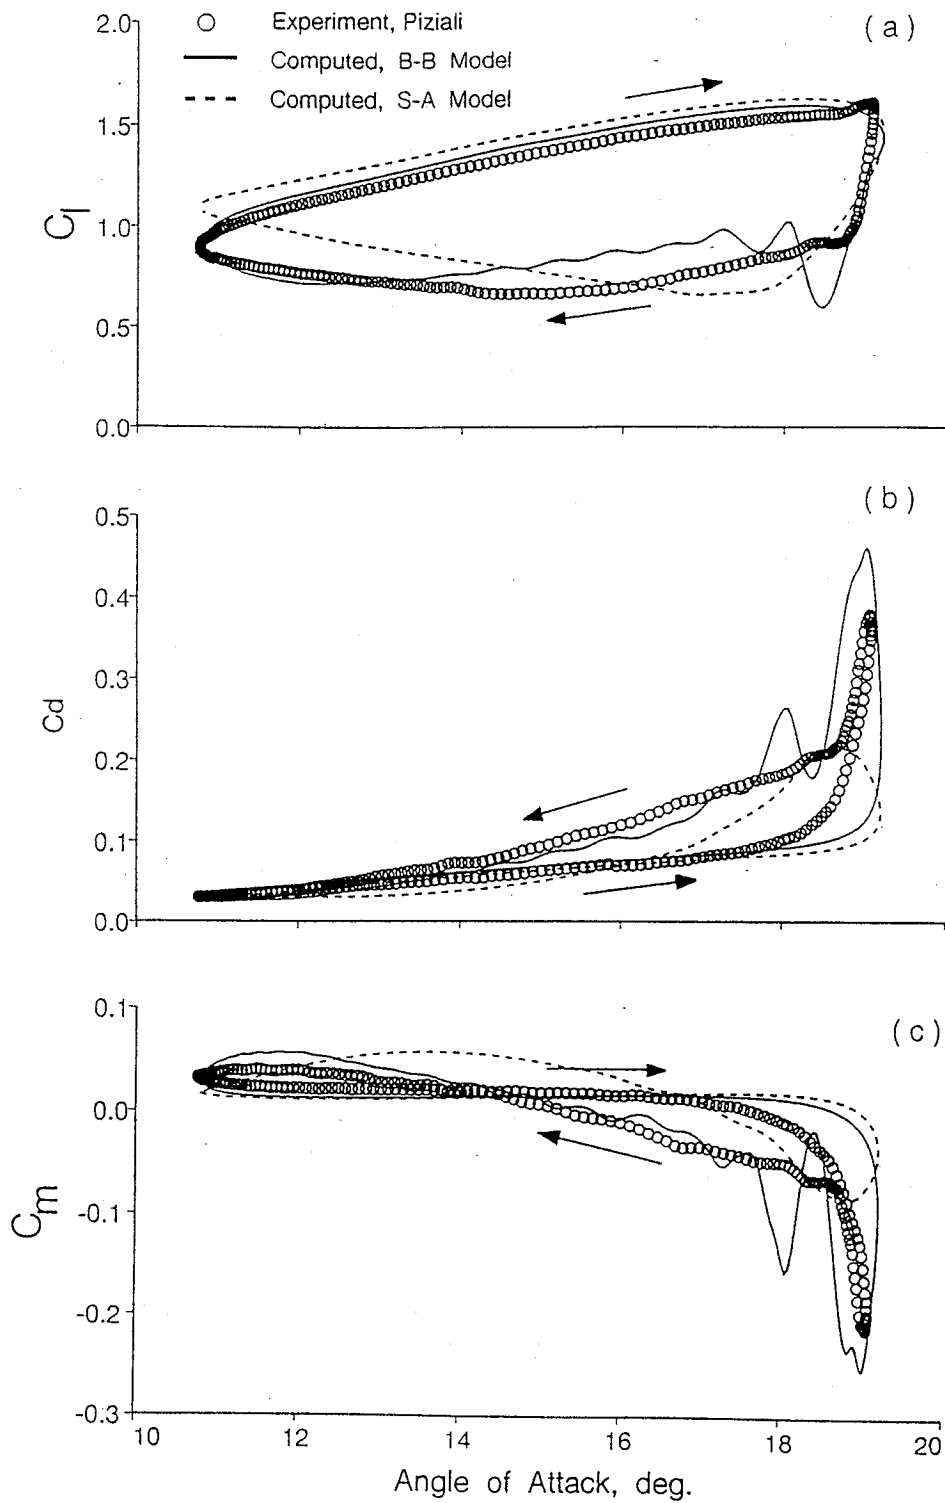 2.0
Experiment, Piziali
( a )
Computed, B-B Model
Computed, S-A Model
1.5
1.0
Cl
0.5
0.0
( b )
0.5
0.4
0.3
Cd
0.2
0.1
0.0
0.1
( c )
0.0
-0.1
Cm
-0.2
-0.3
10 12 14 16 18 20
Angle of Attack, deg.